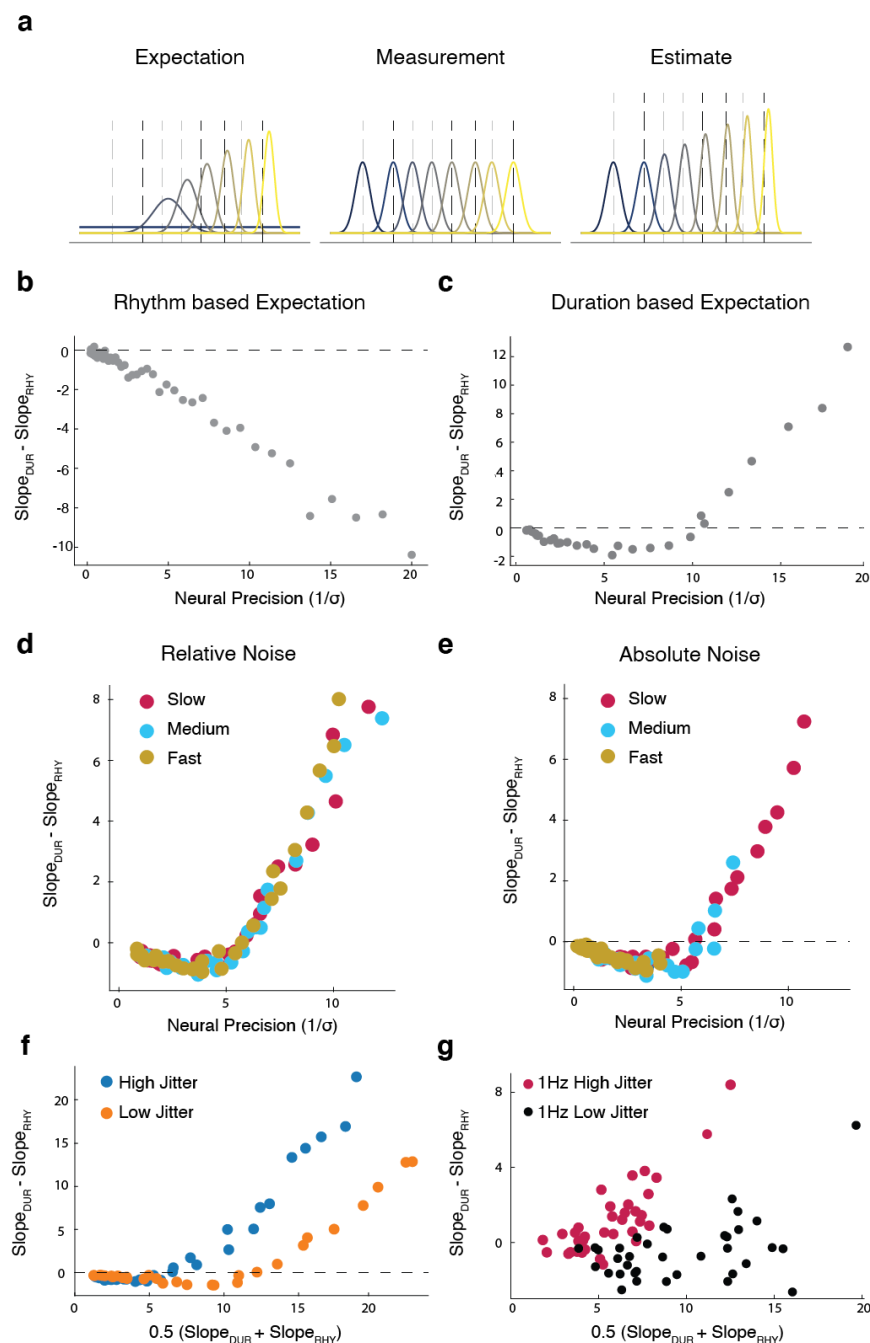 a
Expectation
Measurement
Estimate
b
Rhythm based Expectation
0
-2
-4
-6
-8
-10
Slope_DUR - Slope_RHY
0
5
10
15
20
Neural Precision (1/σ)
c
Duration based Expectation
12
10
8
6
4
2
0
-2
Slope_DUR - Slope_RHY
0
5
10
15
20
Neural Precision (1/σ)
d
Relative Noise
Slow
Medium
Fast
8
6
4
2
0
Slope_DUR - Slope_RHY
0
5
10
Neural Precision (1/σ)
e
Absolute Noise
Slow
Medium
Fast
8
6
4
2
0
Slope_DUR - Slope_RHY
0
5
10
Neural Precision (1/σ)
f
High Jitter
Low Jitter
20
15
10
5
0
Slope_DUR - Slope_RHY
5
10
15
20
0.5 (Slope_DUR + Slope_RHY)
g
1Hz High Jitter
1Hz Low Jitter
8
4
0
Slope_DUR - Slope_RHY
0
5
10
15
20
0.5 (Slope_DUR + Slope_RHY)